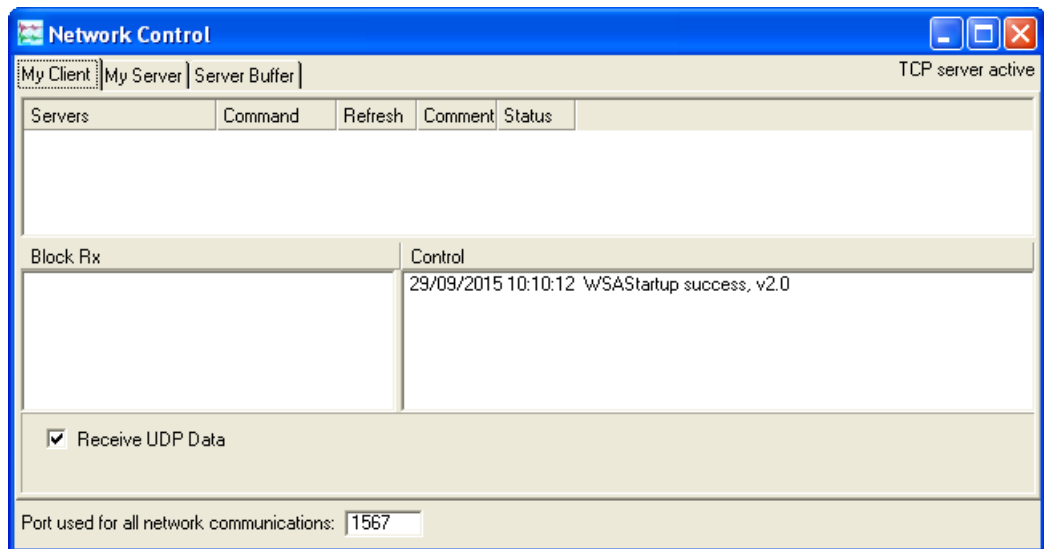 Network Control
My Client My Server Server Buffer TCP server active
Servers Command Refresh Comment Status
Block Rx Control
29/09/2015 10:10:12 WSAStartup success, v2.0
Receive UDP Data
Port used for all network communications: 1567